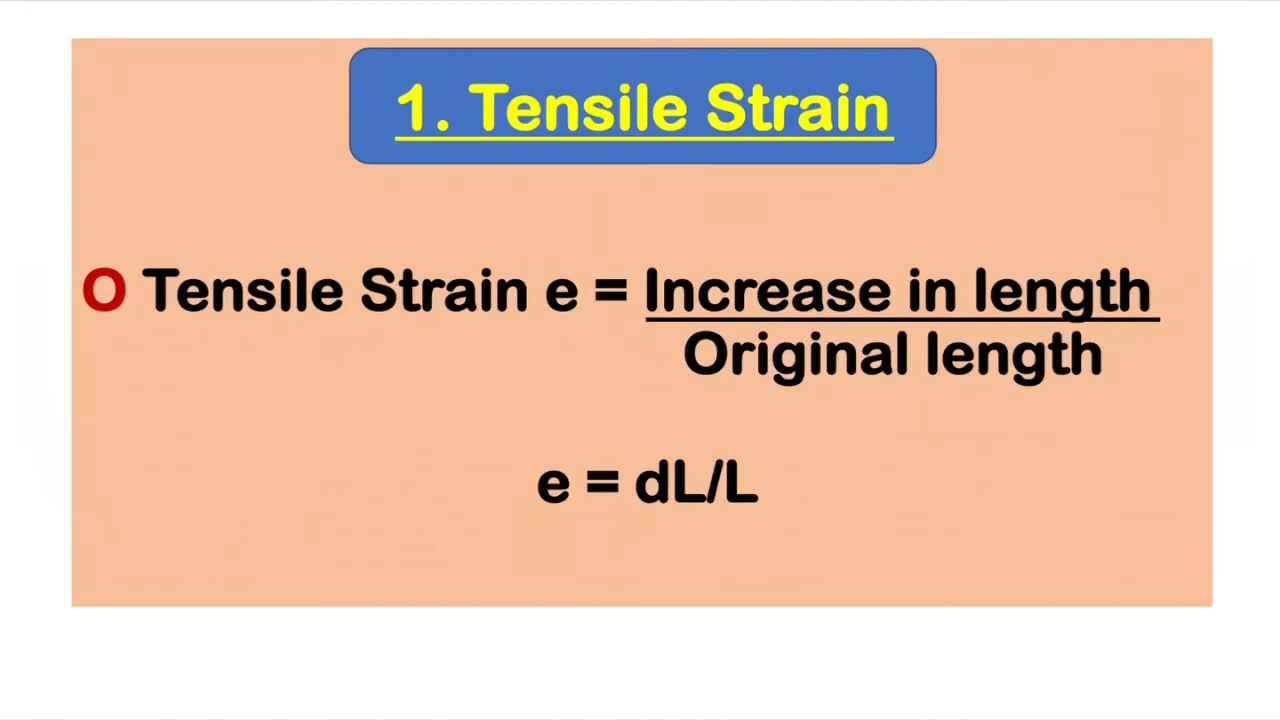 1. Tensile Strain
O Tensile Strain e = Increase in length
Original length
e = dL/L